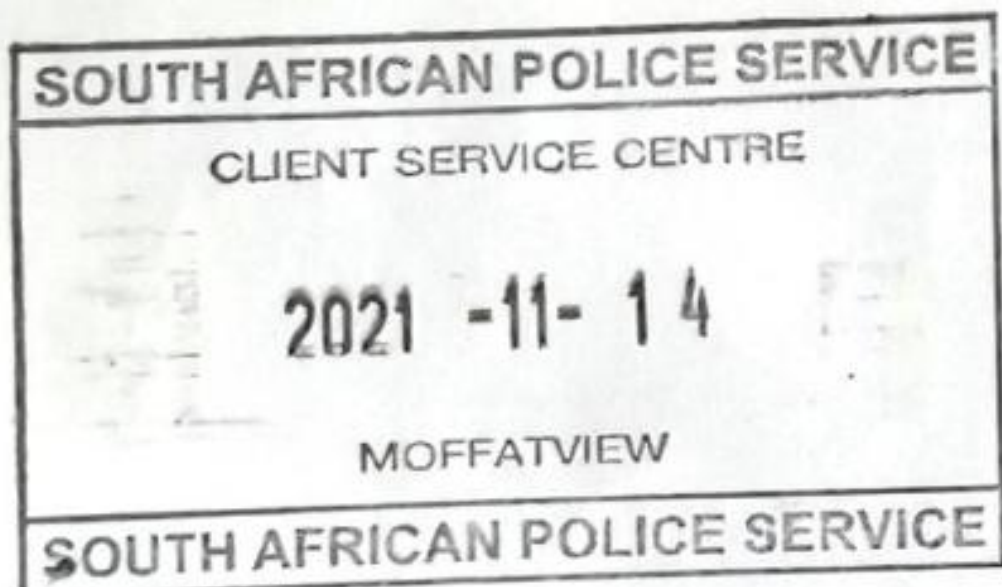 SOUTH AFRICAN POLICE SERVICE
CLIENT SERVICE CENTRE
2021 -11- 14
MOFFATVIEW
SOUTH AFRICAN POLICE SERVICE